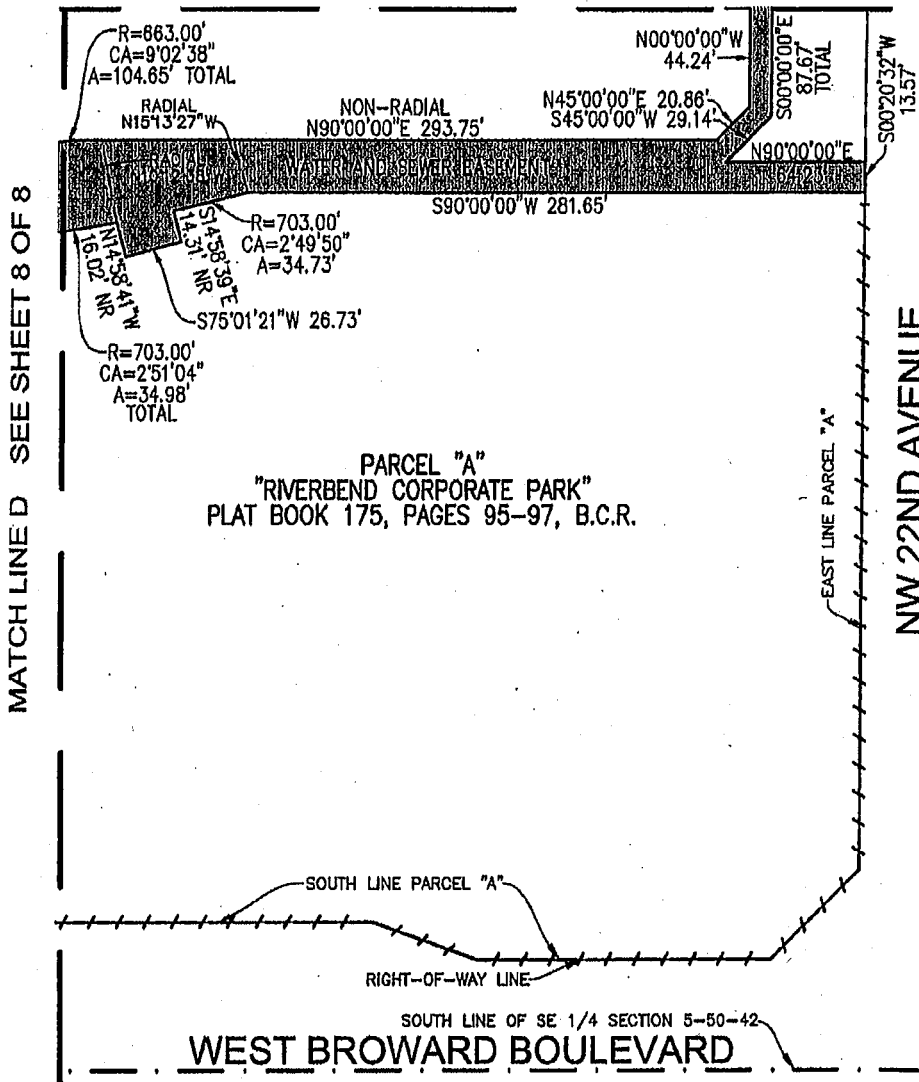 R=663.00'
CA=9°02'38"
A=104.65' TOTAL
RADIAL
N15°13'27"W
NON-RADIAL
N90°00'00"E 293.75'
N00°00'00"W
44.24'
N45°00'00"E 20.86'
S45°00'00"W 29.14'
S00°00'00"E
87.67'
TOTAL
S00°20'32"W
13.57'
N90°00'00"E
WATER AND SEWER EASEMENT
S90°00'00"W 281.65'
R=703.00'
CA=2°49'50"
A=34.73'
S14°58'39"E
14.31' NR
N14°58'41"W
16.02' NR
S75°01'21"W 26.73'
R=703.00'
CA=2°51'04"
A=34.98'
TOTAL
MATCH LINE D SEE SHEET 8 OF 8
PARCEL "A"
"RIVERBEND CORPORATE PARK"
PLAT BOOK 175, PAGES 95-97, B.C.R.
EAST LINE PARCEL "A"
NW 22ND AVENUE
SOUTH LINE PARCEL "A"
RIGHT-OF-WAY LINE
SOUTH LINE OF SE 1/4 SECTION 5-50-42
WEST BROWARD BOULEVARD